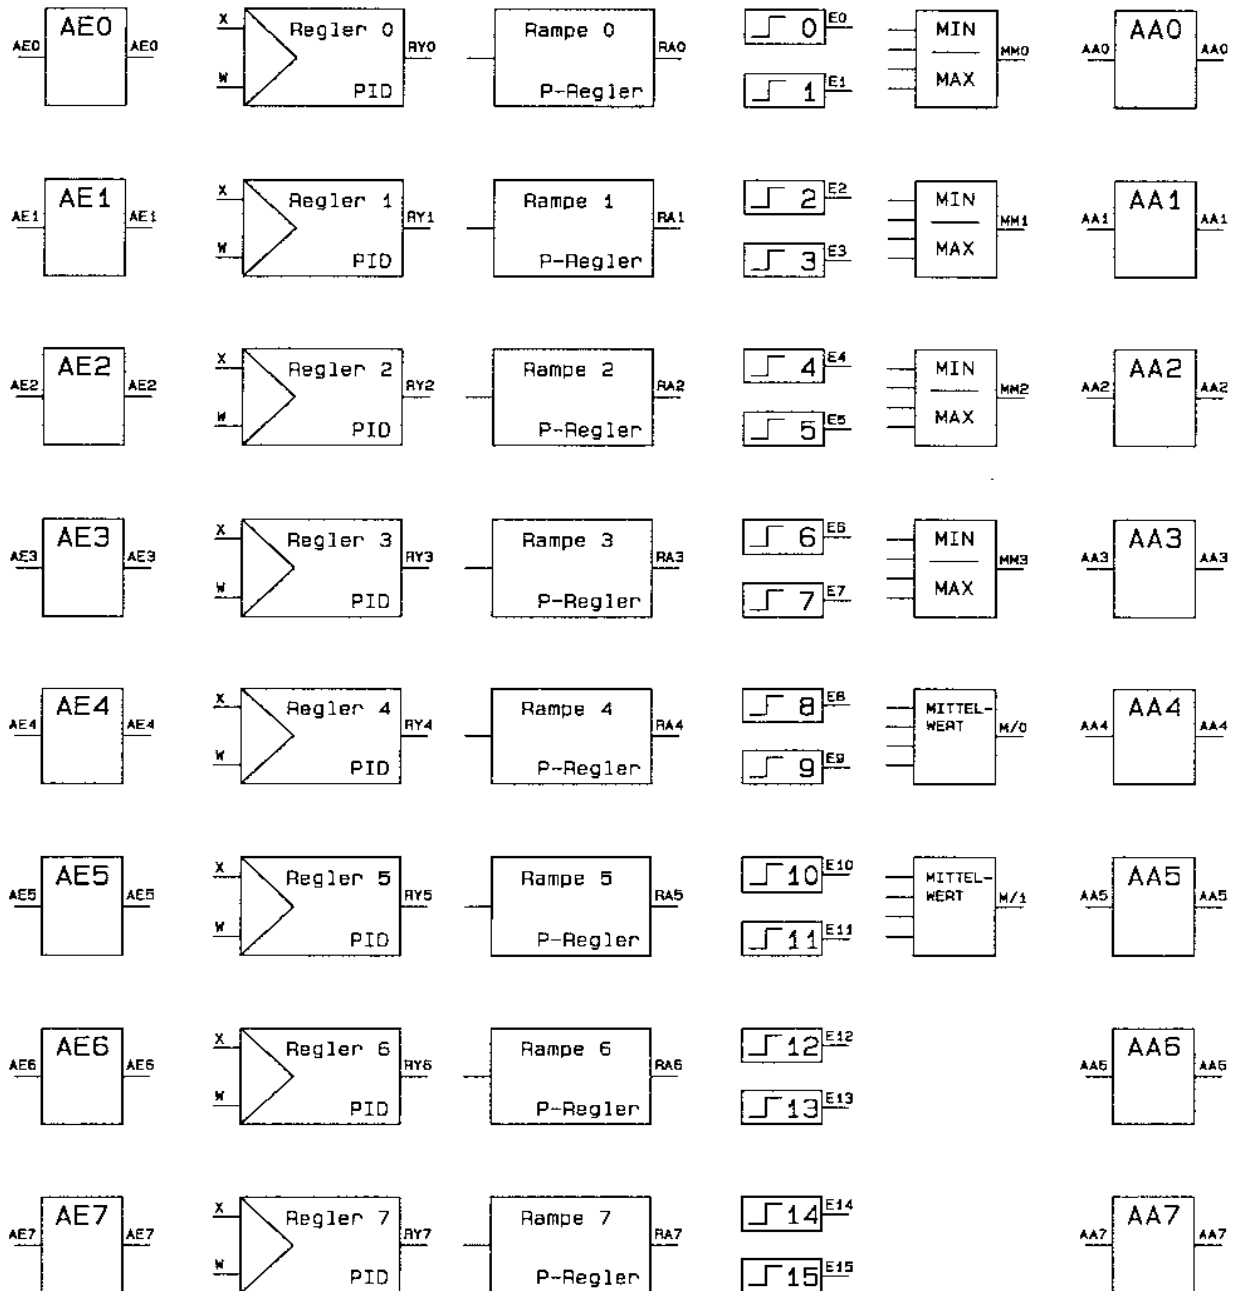 AE0 AE0 AE0
X W Regler 0 PID RY0
Rampe 0 P-Regler RA0
0 E0
1 E1
MIN MAX MM0
AA0 AA0 AA0
AE1 AE1 AE1
X W Regler 1 PID RY1
Rampe 1 P-Regler RA1
2 E2
3 E3
MIN MAX MM1
AA1 AA1 AA1
AE2 AE2 AE2
X W Regler 2 PID RY2
Rampe 2 P-Regler RA2
4 E4
5 E5
MIN MAX MM2
AA2 AA2 AA2
AE3 AE3 AE3
X W Regler 3 PID RY3
Rampe 3 P-Regler RA3
6 E6
7 E7
MIN MAX MM3
AA3 AA3 AA3
AE4 AE4 AE4
X W Regler 4 PID RY4
Rampe 4 P-Regler RA4
8 E8
9 E9
MITTEL-
WERT M/0
AA4 AA4 AA4
AE5 AE5 AE5
X W Regler 5 PID RY5
Rampe 5 P-Regler RA5
10 E10
11 E11
MITTEL-
WERT M/1
AA5 AA5 AA5
AE6 AE6 AE6
X W Regler 6 PID RY6
Rampe 6 P-Regler RA6
12 E12
13 E13
AA6 AA6 AA6
AE7 AE7 AE7
X W Regler 7 PID RY7
Rampe 7 P-Regler RA7
14 E14
15 E15
AA7 AA7 AA7